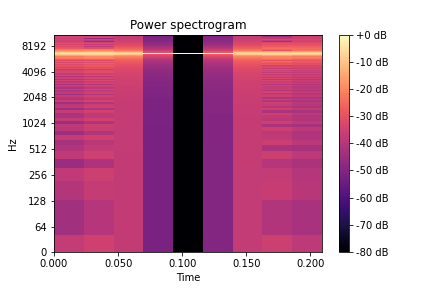 Power spectrogram
Hz
8192
4096
2048
1024
512
256
128
64
0
0.000
0.050
0.100
0.150
0.200
Time
+0 dB
-10 dB
-20 dB
-30 dB
-40 dB
-50 dB
-60 dB
-70 dB
-80 dB